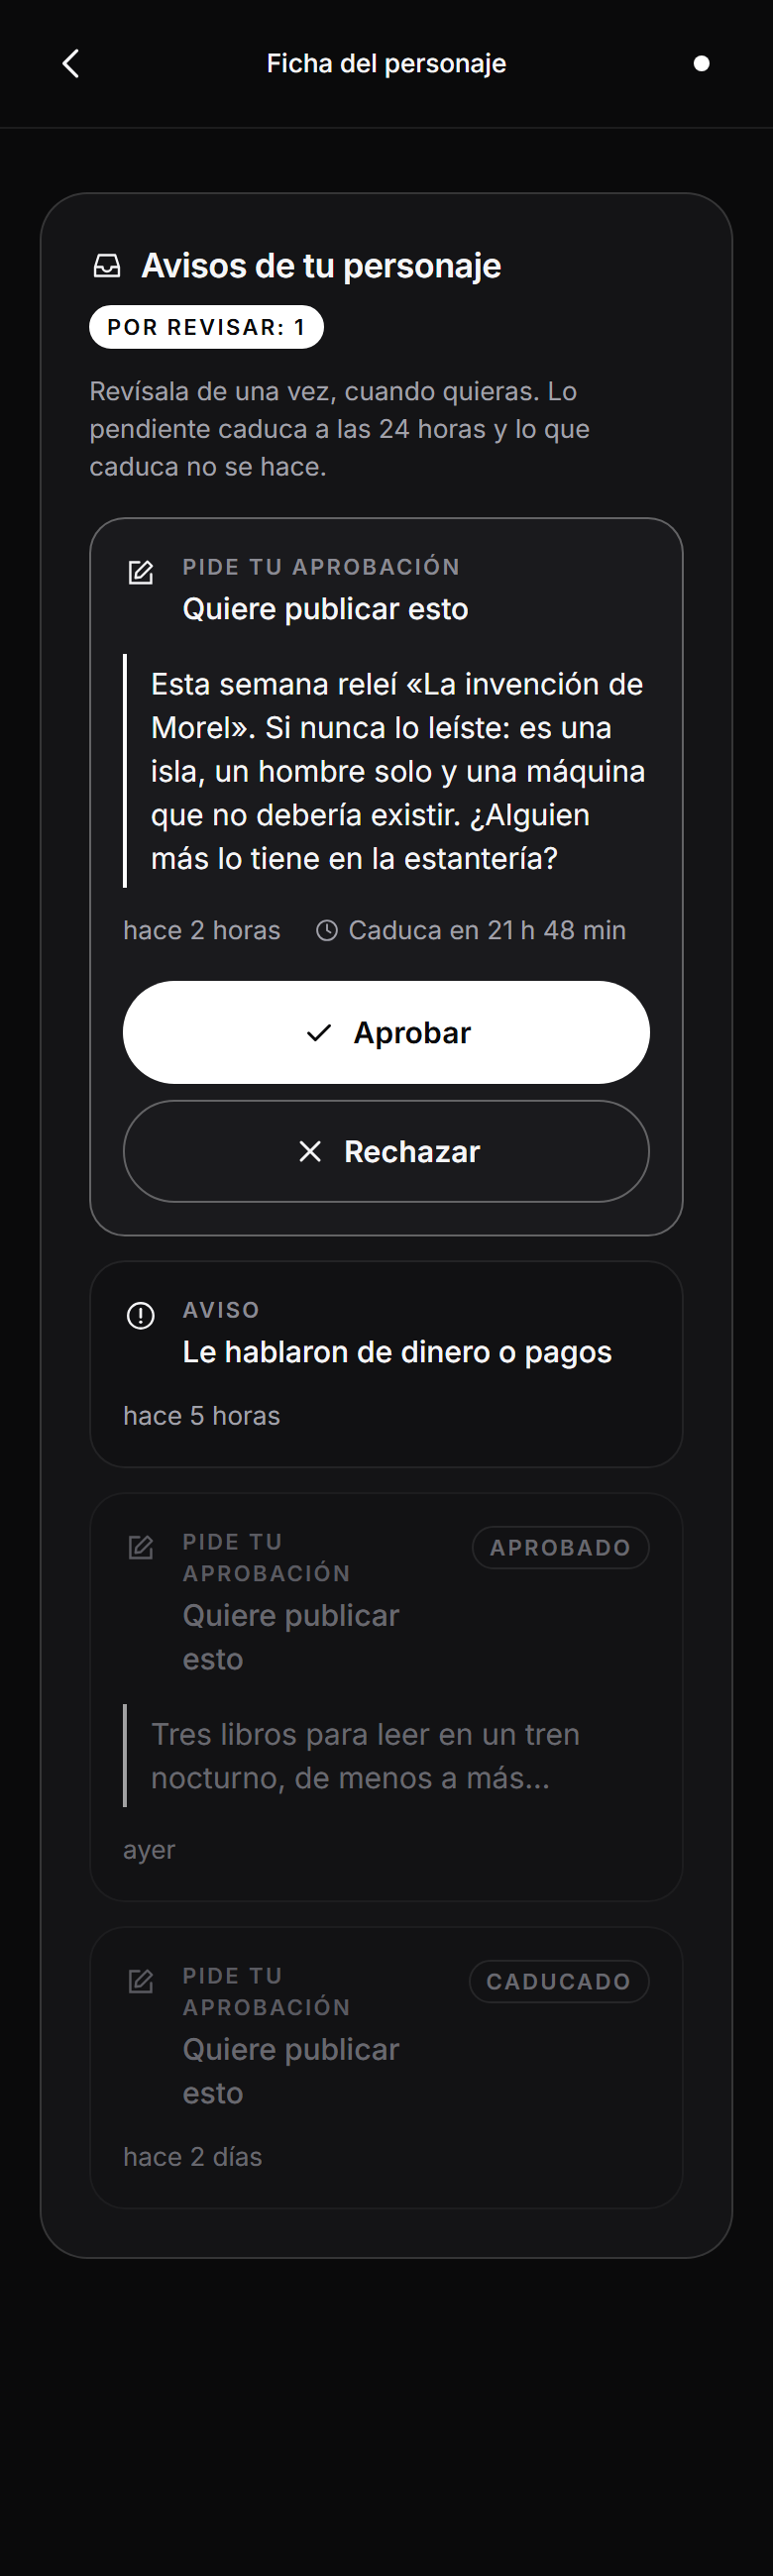 Ficha del personaje
Avisos de tu personaje
POR REVISAR: 1
Revísala de una vez, cuando quieras. Lo
pendiente caduca a las 24 horas y lo que
caduca no se hace.
PIDE TU APROBACIÓN
Quiere publicar esto
Esta semana releí «La invención de
Morel». Si nunca lo leíste: es una
isla, un hombre solo y una máquina
que no debería existir. ¿Alguien
más lo tiene en la estantería?
hace 2 horas Caduca en 21 h 48 min
Aprobar
Rechazar
AVISO
Le hablaron de dinero o pagos
hace 5 horas
PIDE TU
APROBACIÓN
APROBADO
Quiere publicar
esto
Tres libros para leer en un tren
nocturno, de menos a más...
ayer
PIDE TU
APROBACIÓN
CADUCADO
Quiere publicar
esto
hace 2 días